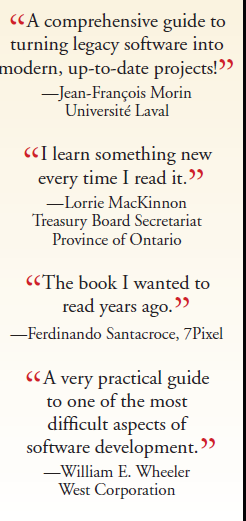 “A comprehensive guide to
turning legacy software into
modern, up-to-date projects!”
—Jean-François Morin
Université Laval
“I learn something new
every time I read it.”
—Lorrie MacKinnon
Treasury Board Secretariat
Province of Ontario
“The book I wanted to
read years ago.”
—Ferdinando Santacroce, 7Pixel
“A very practical guide
to one of the most
difficult aspects of
software development.”
—William E. Wheeler
West Corporation